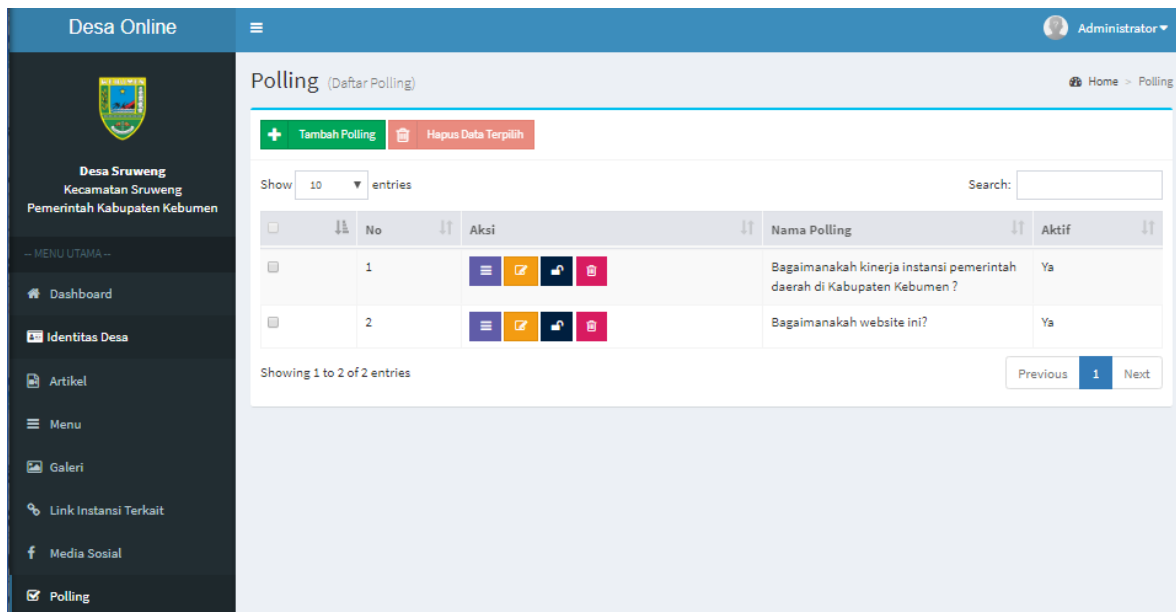 Desa Online
Administrator
Desa Sruweng
Kecamatan Sruweng
Pemerintah Kabupaten Kebumen
-- MENU UTAMA --
Dashboard
Identitas Desa
Artikel
Menu
Galeri
Link Instansi Terkait
Media Sosial
Polling
Polling (Daftar Polling)
Home > Polling
Tambah Polling Hapus Data Terpilih
Show 10 entries Search:
No Aksi Nama Polling Aktif
1 Bagaimanakah kinerja instansi pemerintah Ya
daerah di Kabupaten Kebumen ?
2 Bagaimanakah website ini? Ya
Showing 1 to 2 of 2 entries Previous 1 Next